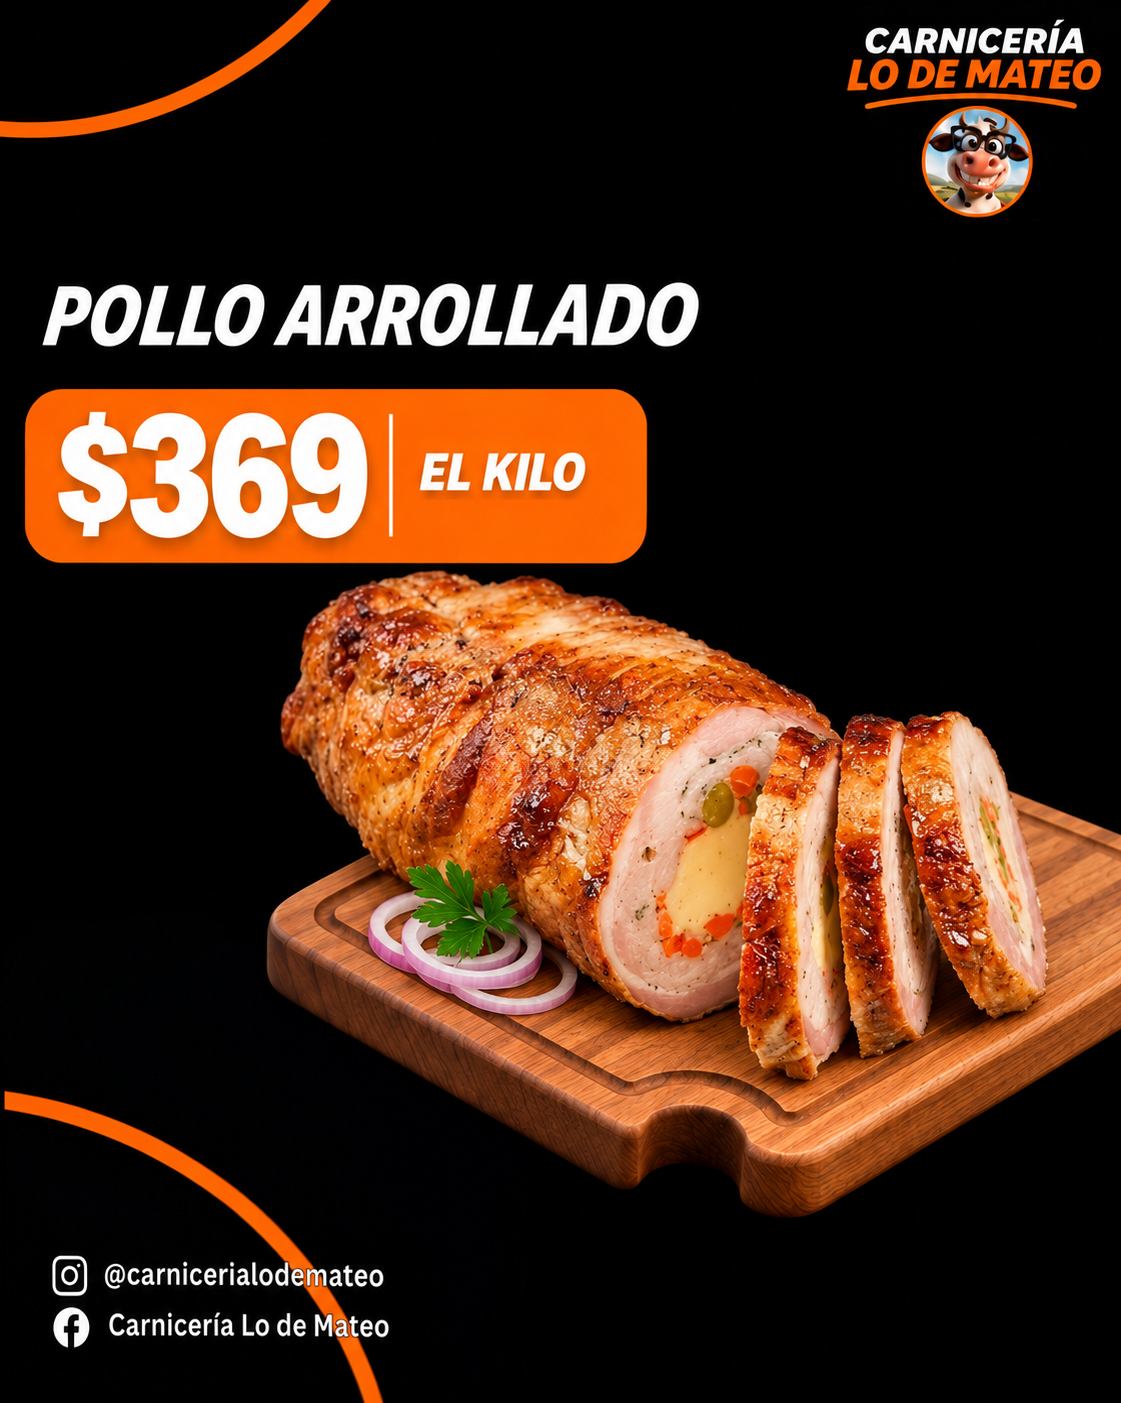 CARNICERÍA
LO DE MATEO
POLLO ARROLLADO
$369 EL KILO
@carnicerialodemateo
Carnicería Lo de Mateo